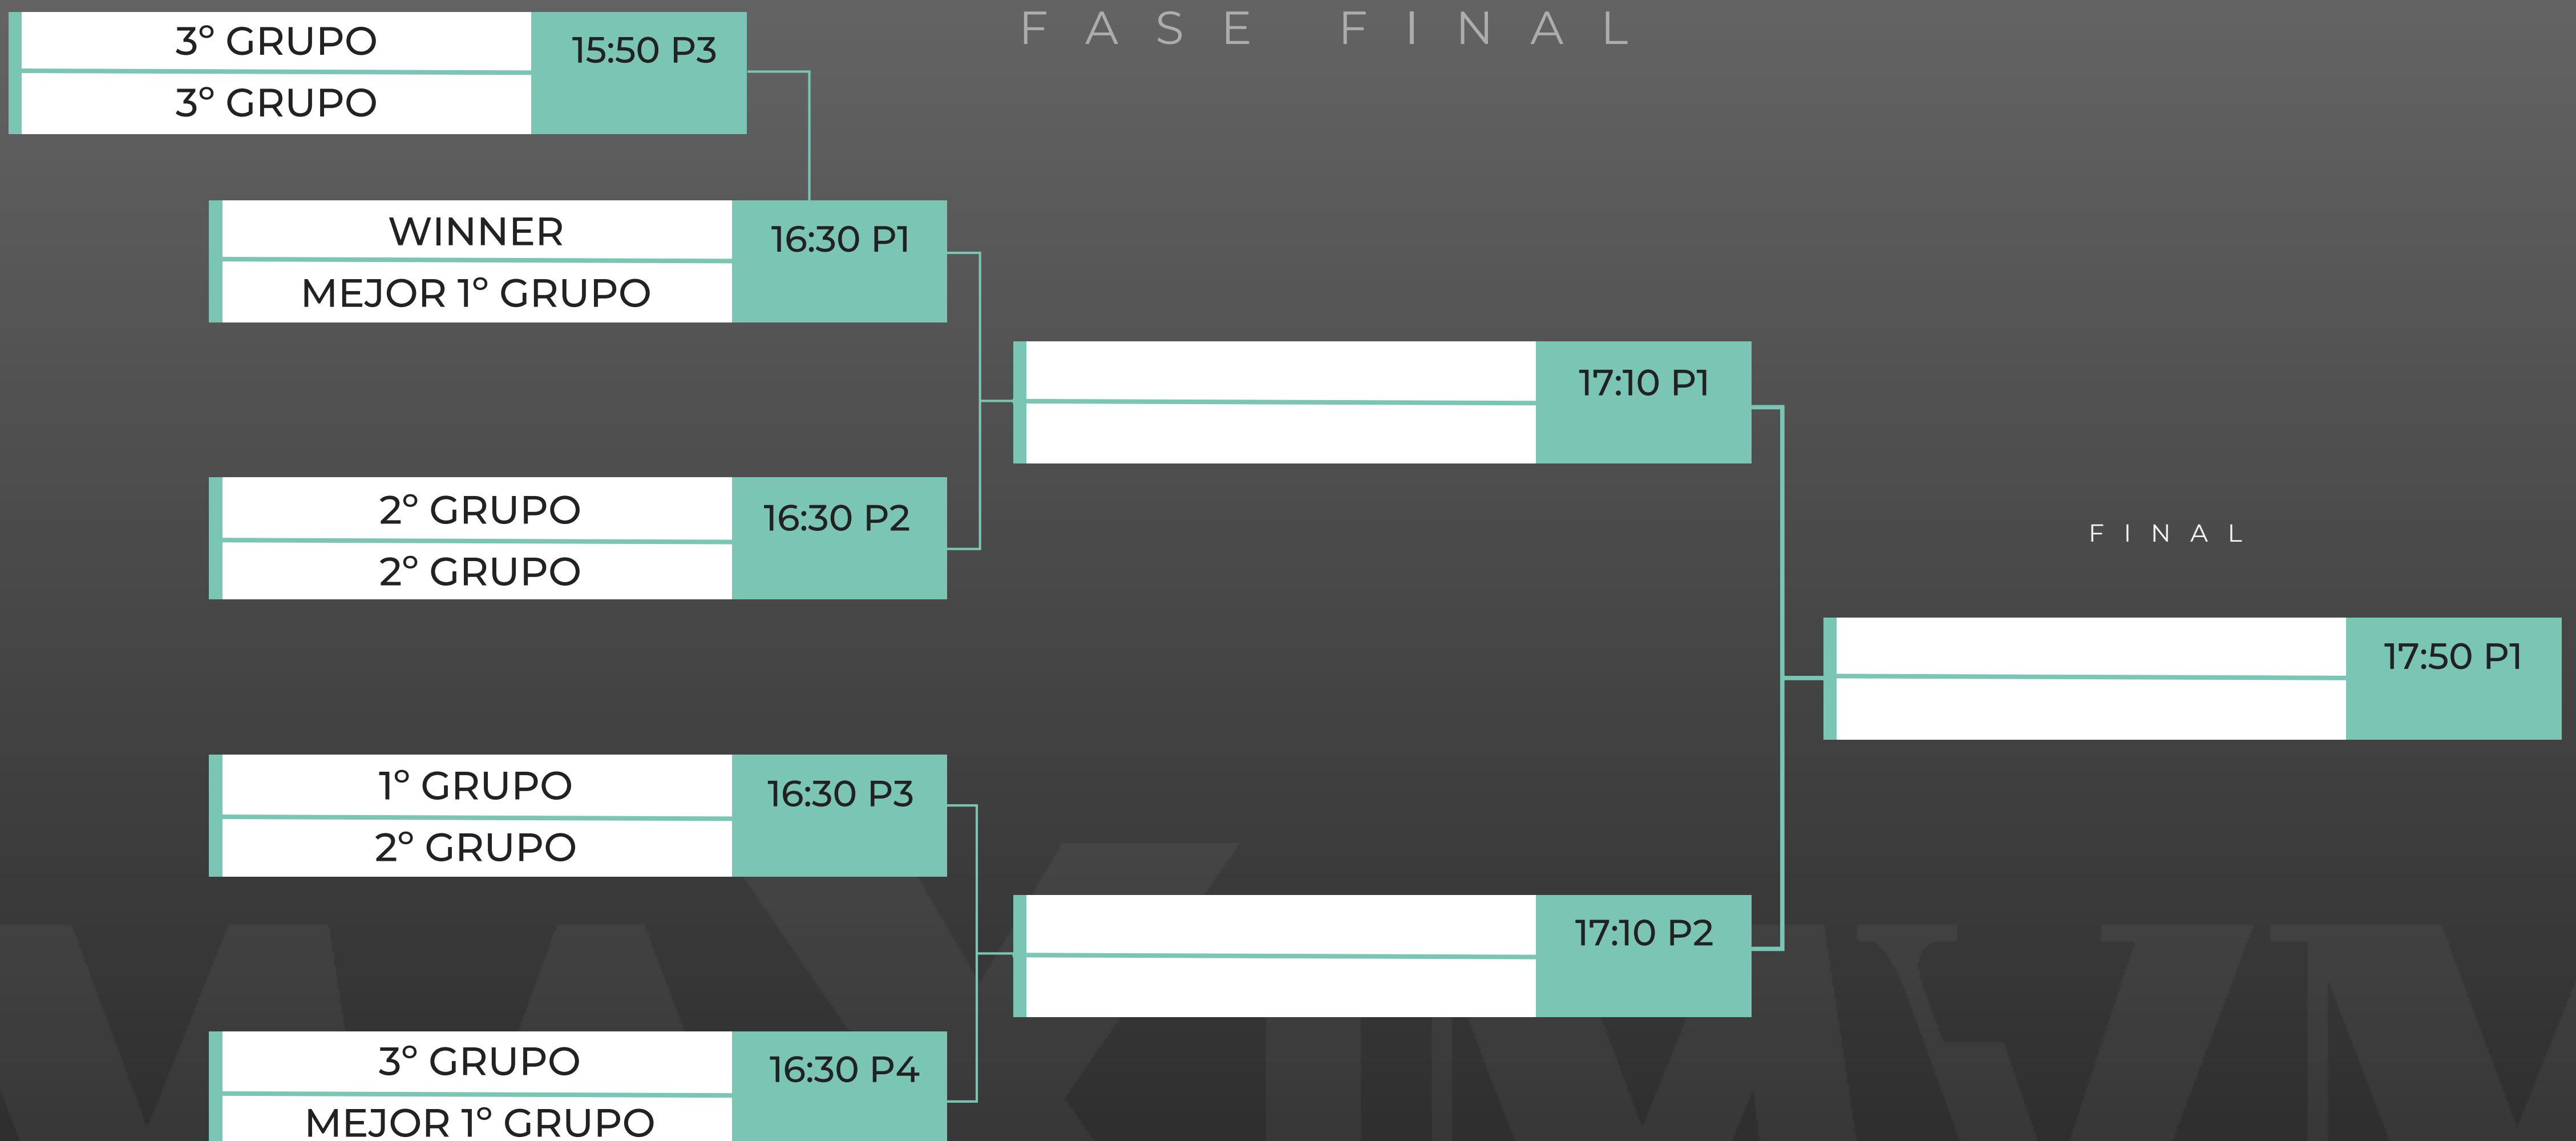 FASE FINAL
3º GRUPO
15:50 P3
3º GRUPO
WINNER
16:30 P1
MEJOR 1º GRUPO
17:10 P1
2º GRUPO
16:30 P2
2º GRUPO
FINAL
17:50 P1
1º GRUPO
16:30 P3
2º GRUPO
17:10 P2
3º GRUPO
16:30 P4
MEJOR 1º GRUPO